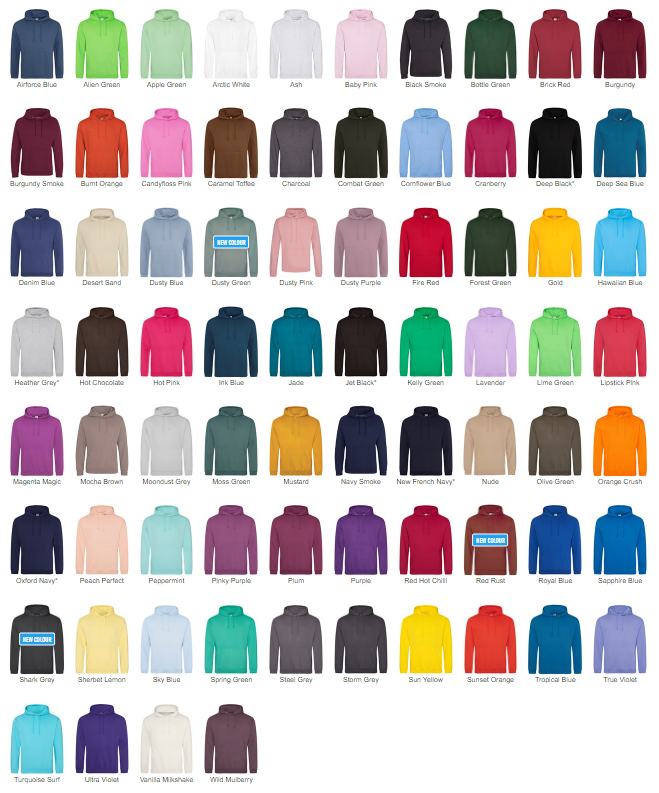 Airforce Blue Alien Green Apple Green Arctic White Ash Baby Pink Black Smoke Bottle Green Brick Red Burgundy
Burgundy Smoke Burnt Orange Candyfloss Pink Caramel Toffee Charcoal Combat Green Cornflower Blue Cranberry Deep Black* Deep Sea Blue
NEW COLOUR
Denim Blue Desert Sand Dusty Blue Dusty Green Dusty Pink Dusty Purple Fire Red Forest Green Gold Hawaiian Blue
Heather Grey* Hot Chocolate Hot Pink Ink Blue Jade Jet Black* Kelly Green Lavender Lime Green Lipstick Pink
Magenta Magic Mocha Brown Moondust Grey Moss Green Mustard Navy Smoke New French Navy* Nude Olive Green Orange Crush
NEW COLOUR
Oxford Navy* Peach Perfect Peppermint Pinky Purple Plum Purple Red Hot Chilli Red Rust Royal Blue Sapphire Blue
NEW COLOUR
Shark Grey Sherbet Lemon Sky Blue Spring Green Steel Grey Storm Grey Sun Yellow Sunset Orange Tropical Blue True Violet
Turquoise Surf Ultra Violet Vanilla Milkshake Wild Mulberry